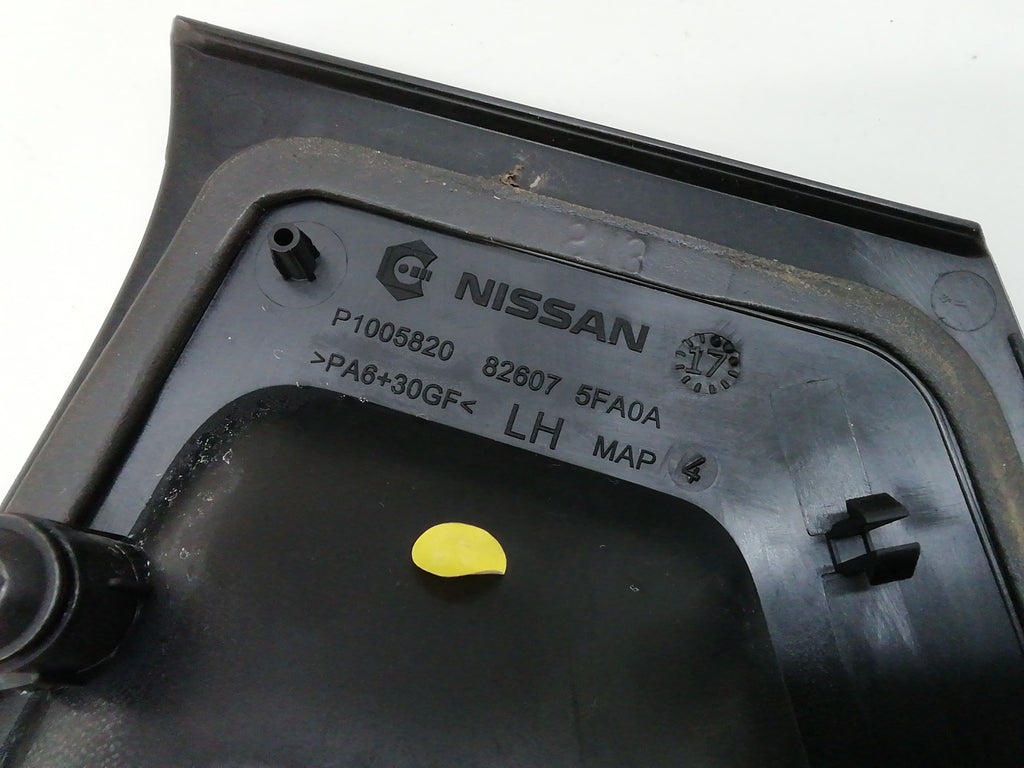 NISSAN 17
P1005820 82607 5FA0A
>PA6+30GF< LH MAP 4